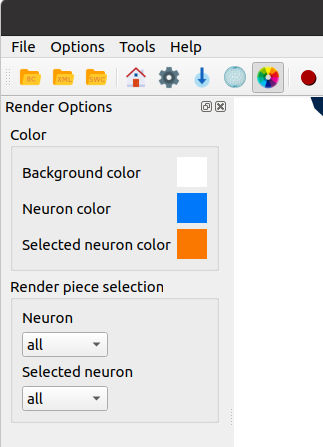 File Options Tools Help
BC XML SWC
Render Options
Color
Background color
Neuron color
Selected neuron color
Render piece selection
Neuron
all
Selected neuron
all